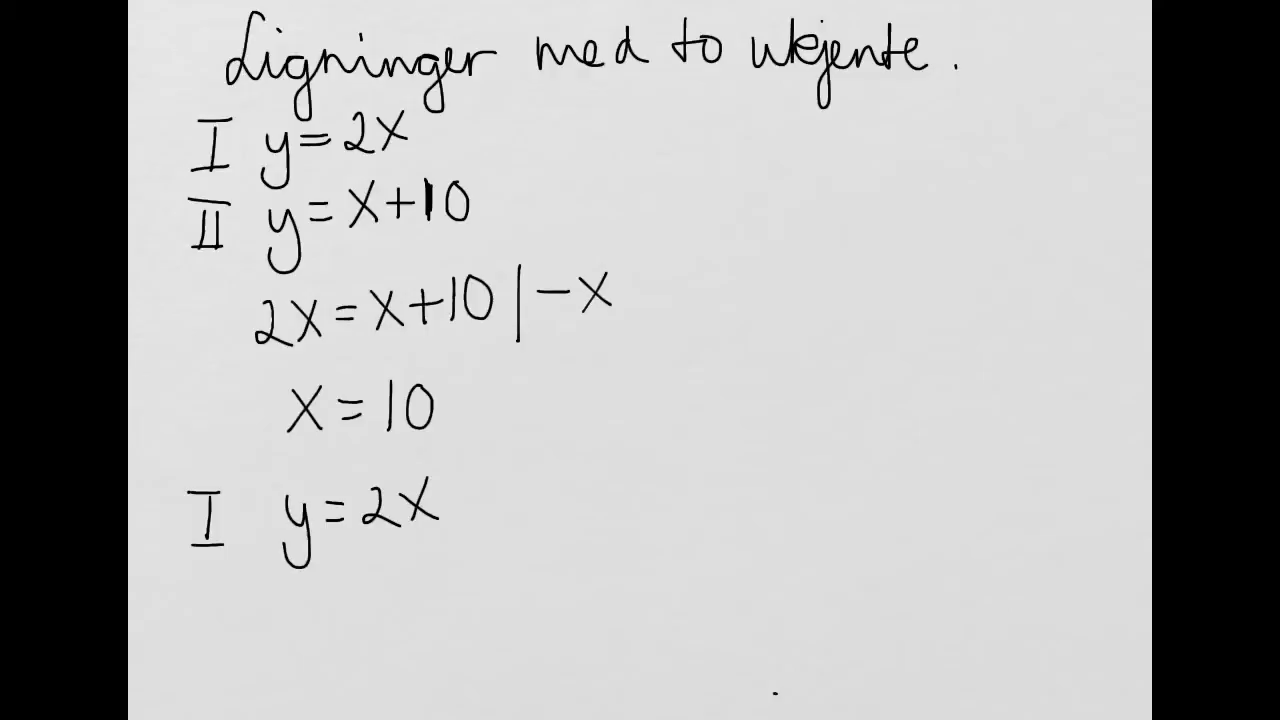 Ligninger med to ukjente.
I y=2x
II y=x+10
2x=x+10|-x
x=10
I y=2x